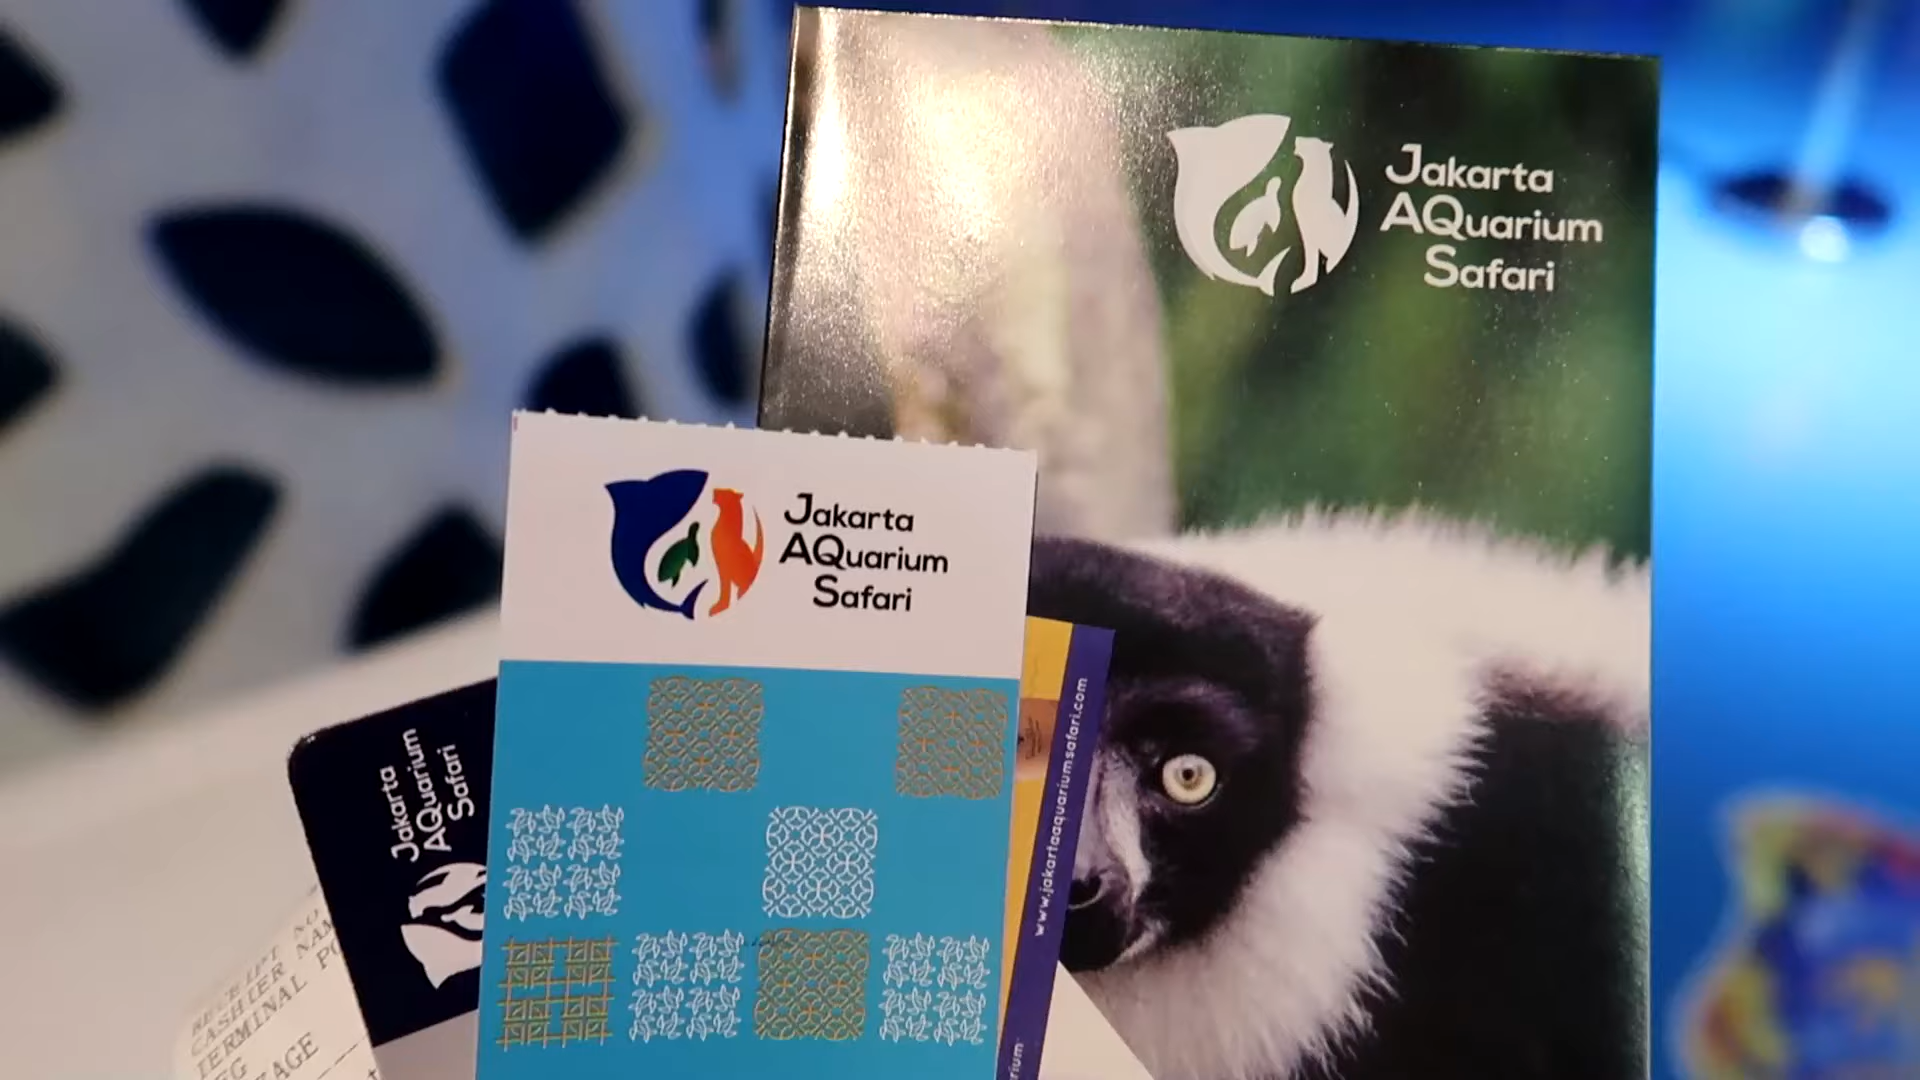 Jakarta
AQuarium
Safari
Jakarta
AQuarium
Safari
www.jakartaaquariumsafari.com
Jakarta
AQuarium
Safari
RECEIPT NO
CASHIER NAM
TERMINAL PO